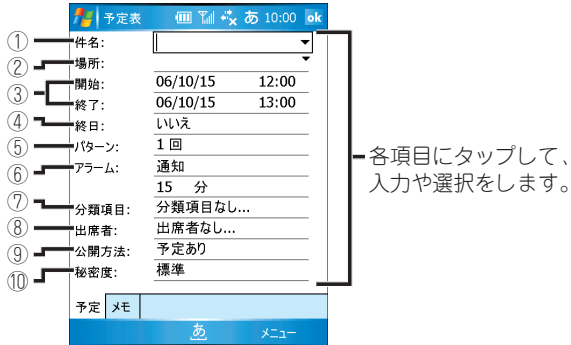 予定表 あ 10:00 ok
① 件名:
② 場所:
③ 開始: 06/10/15 12:00
終了: 06/10/15 13:00
④ 終日: いいえ
⑤ パターン: 1 回
⑥ アラーム: 通知
15 分
⑦ 分類項目: 分類項目なし...
⑧ 出席者: 出席者なし...
⑨ 公開方法: 予定あり
⑩ 秘密度: 標準
予定 メモ
あ メニュー
各項目にタップして、
入力や選択をします。